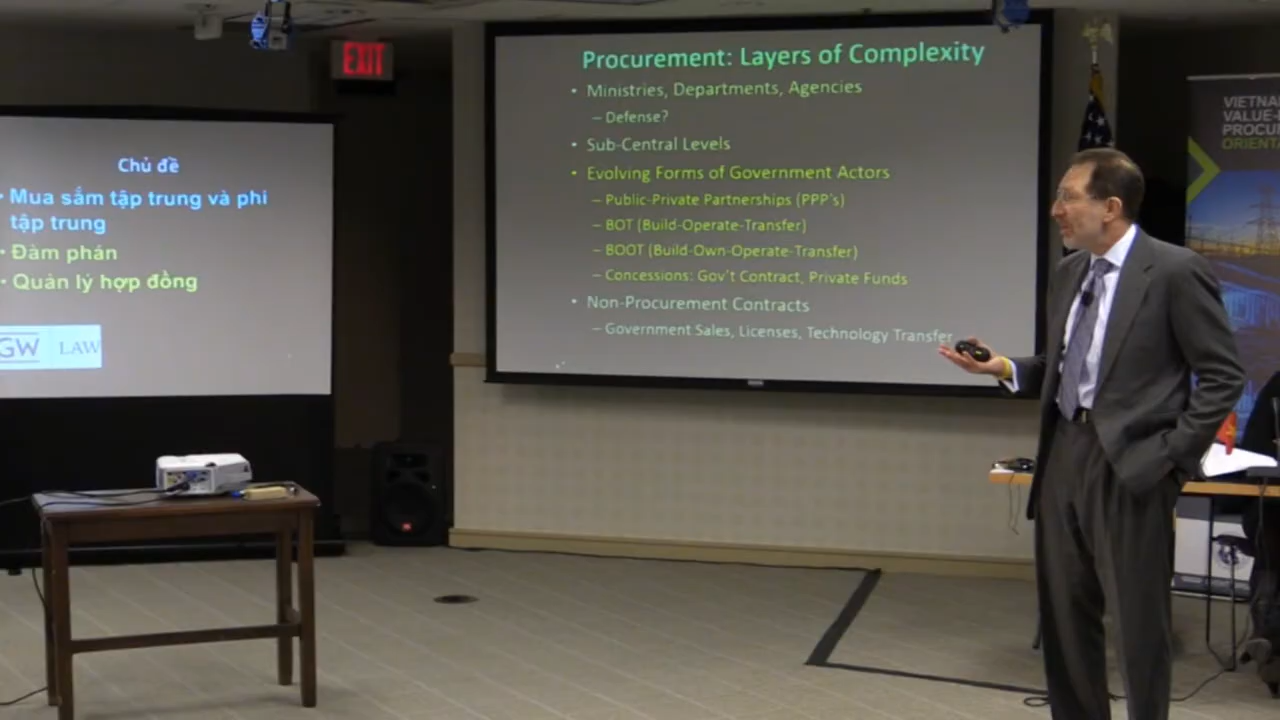 EXIT
Chủ đề
• Mua sắm tập trung và phi
tập trung
• Đàm phán
• Quản lý hợp đồng
GW LAW
Procurement: Layers of Complexity
• Ministries, Departments, Agencies
– Defense?
• Sub-Central Levels
• Evolving Forms of Government Actors
– Public-Private Partnerships (PPP's)
– BOT (Build-Operate-Transfer)
– BOOT (Build-Own-Operate-Transfer)
– Concessions: Gov't Contract, Private Funds
• Non-Procurement Contracts
– Government Sales, Licenses, Technology Transfer
VIETNA
VALUE-
PROCU
ORIENTA